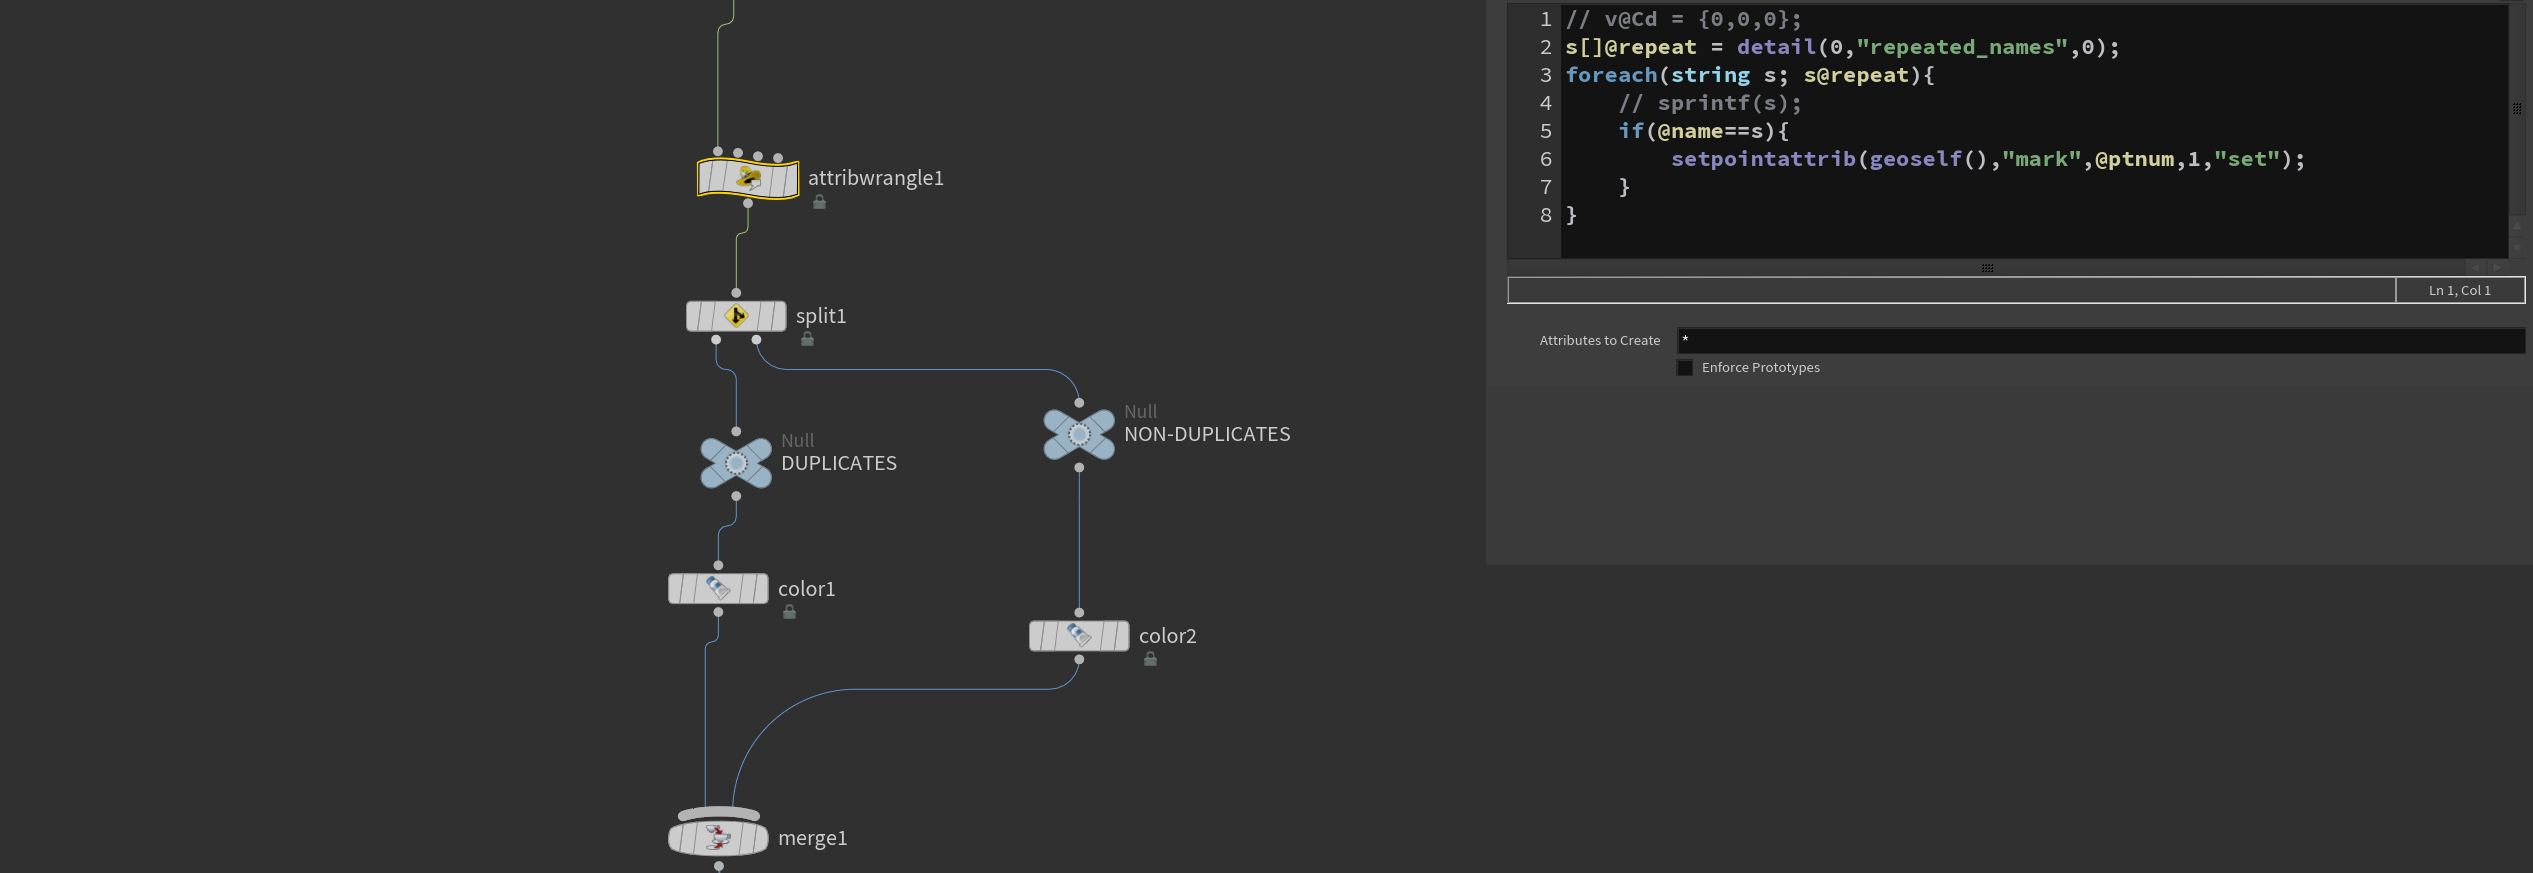 attribwrangle1
split1
Null
DUPLICATES
Null
NON-DUPLICATES
color1
color2
merge1
1 // v@Cd = {0,0,0};
2 s[]@repeat = detail(0,"repeated_names",0);
3 foreach(string s; s@repeat){
4     // sprintf(s);
5     if(@name==s){
6         setpointattrib(geoself(),"mark",@ptnum,1,"set");
7     }
8 }
Ln 1, Col 1
Attributes to Create *
Enforce Prototypes